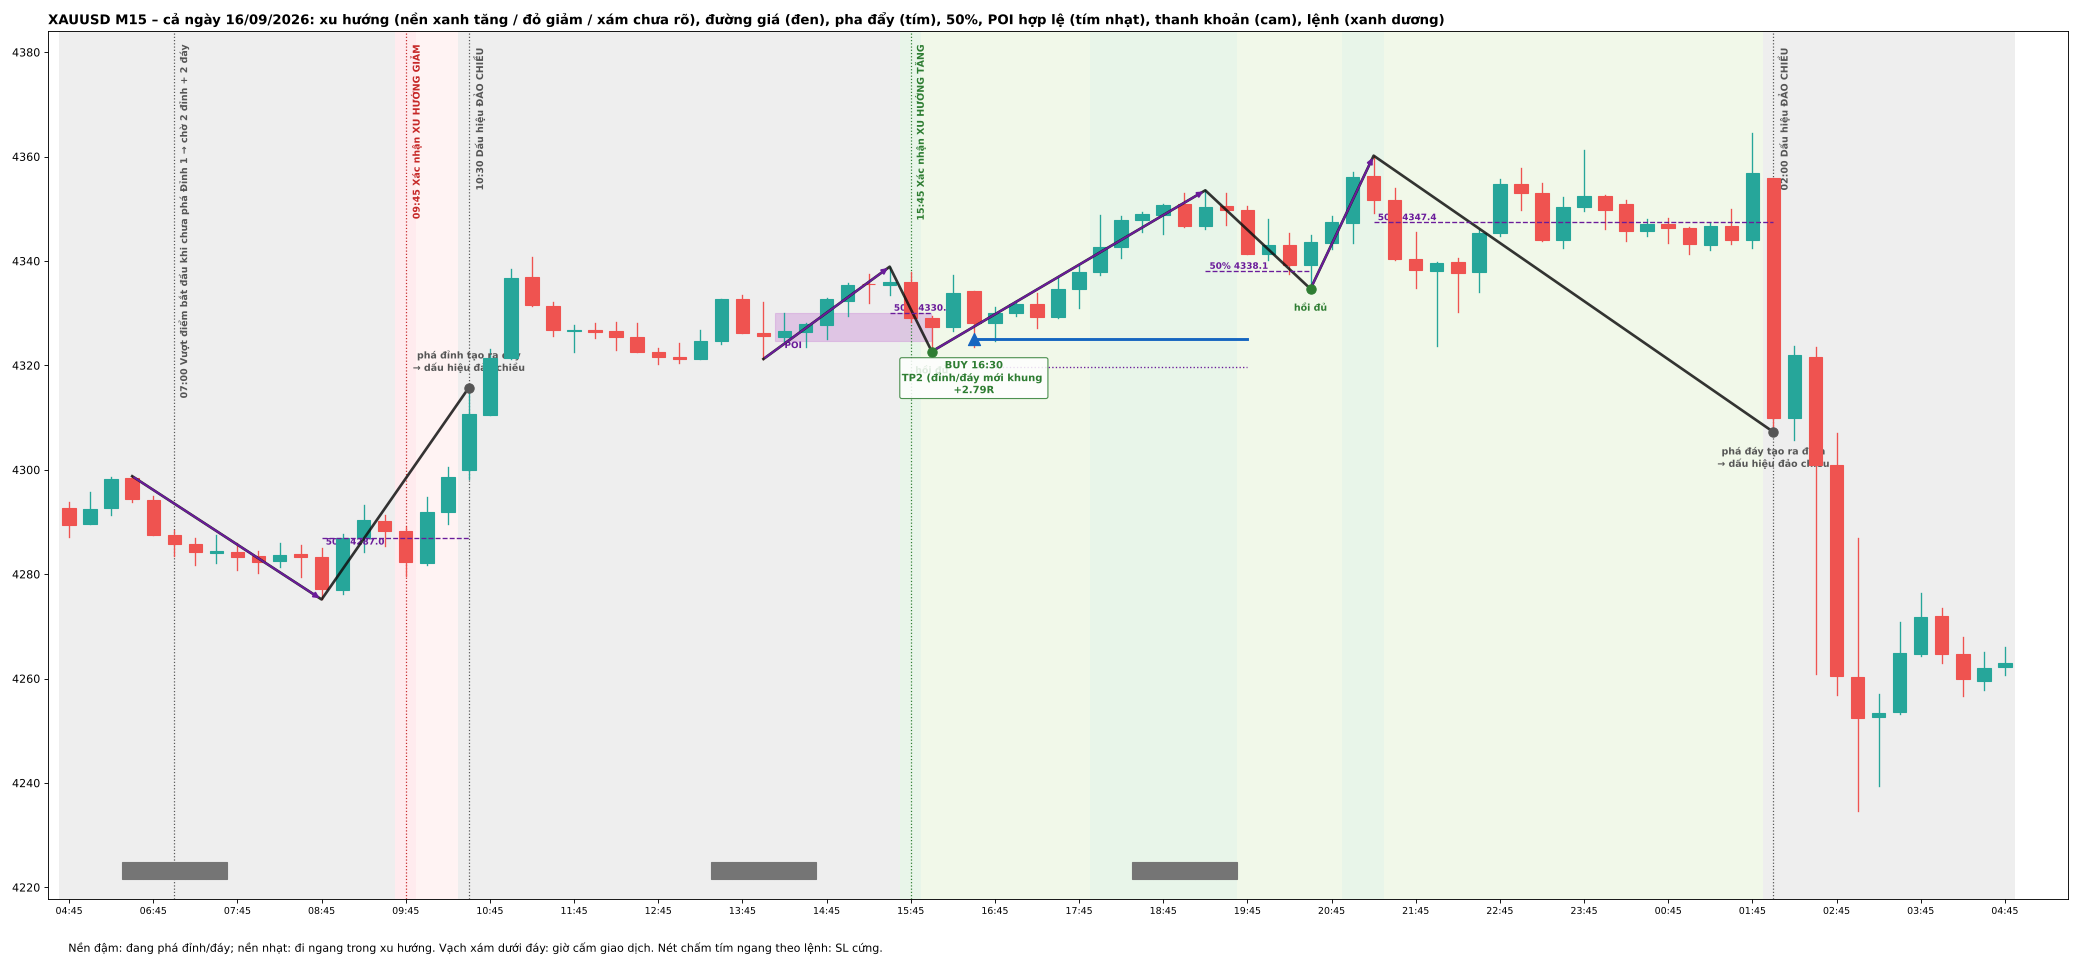 XAUUSD M15 – cả ngày 16/09/2026: xu hướng (nền xanh tăng / đỏ giảm / xám chưa rõ), đường giá (đen), pha đẩy (tím), 50%, POI hợp lệ (tím nhạt), thanh khoản (cam), lệnh (xanh dương)
4380
4360
4340
4320
4300
4280
4260
4240
4220
07:00 Vượt điểm bắt đầu khi chưa phá Đỉnh 1 → chờ 2 đỉnh + 2 đáy
09:45 Xác nhận XU HƯỚNG GIẢM
10:30 Dấu hiệu ĐẢO CHIỀU
15:45 Xác nhận XU HƯỚNG TĂNG
02:00 Dấu hiệu ĐẢO CHIỀU
phá đỉnh tạo ra
→ dấu hiệu đảo chiều
4287.0
POI
4330.
50% 4338.1
4347.4
hồi đủ
BUY 16:30
TP2 (đỉnh/đáy mới khung
+2.79R
phá đáy tạo ra
→ dấu hiệu đảo chiều
04:45
06:45
07:45
08:45
09:45
10:45
11:45
12:45
13:45
14:45
15:45
16:45
17:45
18:45
19:45
20:45
21:45
22:45
23:45
00:45
01:45
02:45
03:45
04:45
Nền đậm: đang phá đỉnh/đáy; nền nhạt: đi ngang trong xu hướng. Vạch xám dưới đáy: giờ cấm giao dịch. Nét chấm tím ngang theo lệnh: SL cứng.